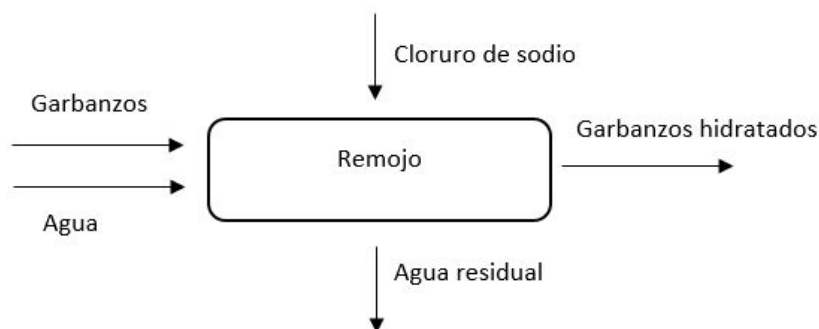 Cloruro de sodio
Garbanzos
Garbanzos hidratados
Remojo
Agua
Agua residual